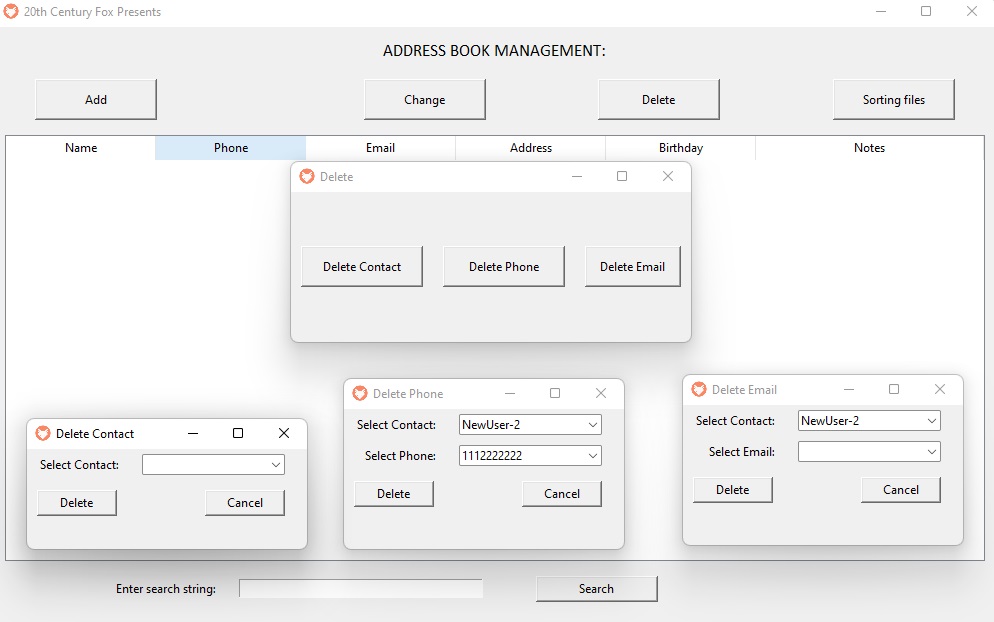 20th Century Fox Presents
ADDRESS BOOK MANAGEMENT:
Add Change Delete Sorting files
Name Phone Email Address Birthday Notes
Delete
Delete Contact Delete Phone Delete Email
Delete Contact
Select Contact:
Delete Cancel
Delete Phone
Select Contact: NewUser-2
Select Phone: 1112222222
Delete Cancel
Delete Email
Select Contact: NewUser-2
Select Email:
Delete Cancel
Enter search string: Search